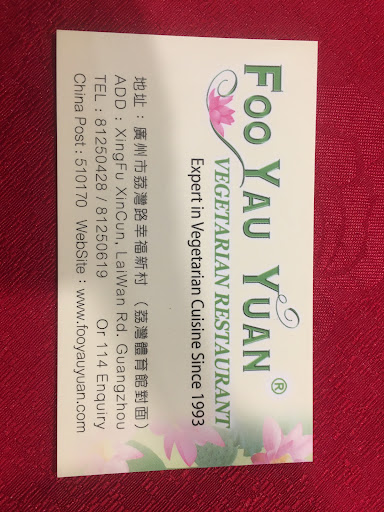 FOO YAU YUAN ®
VEGETARIAN RESTAURANT
Expert in Vegetarian Cuisine Since 1993
地址：廣州市荔灣路幸福新村（荔灣體育館對面）
ADD : XingFu XinCun, LaiWan Rd. Guangzhou
TEL : 81250428 / 81250619 Or 114 Enquiry
China Post : 510170 WebSite : www.fooyauyuan.com